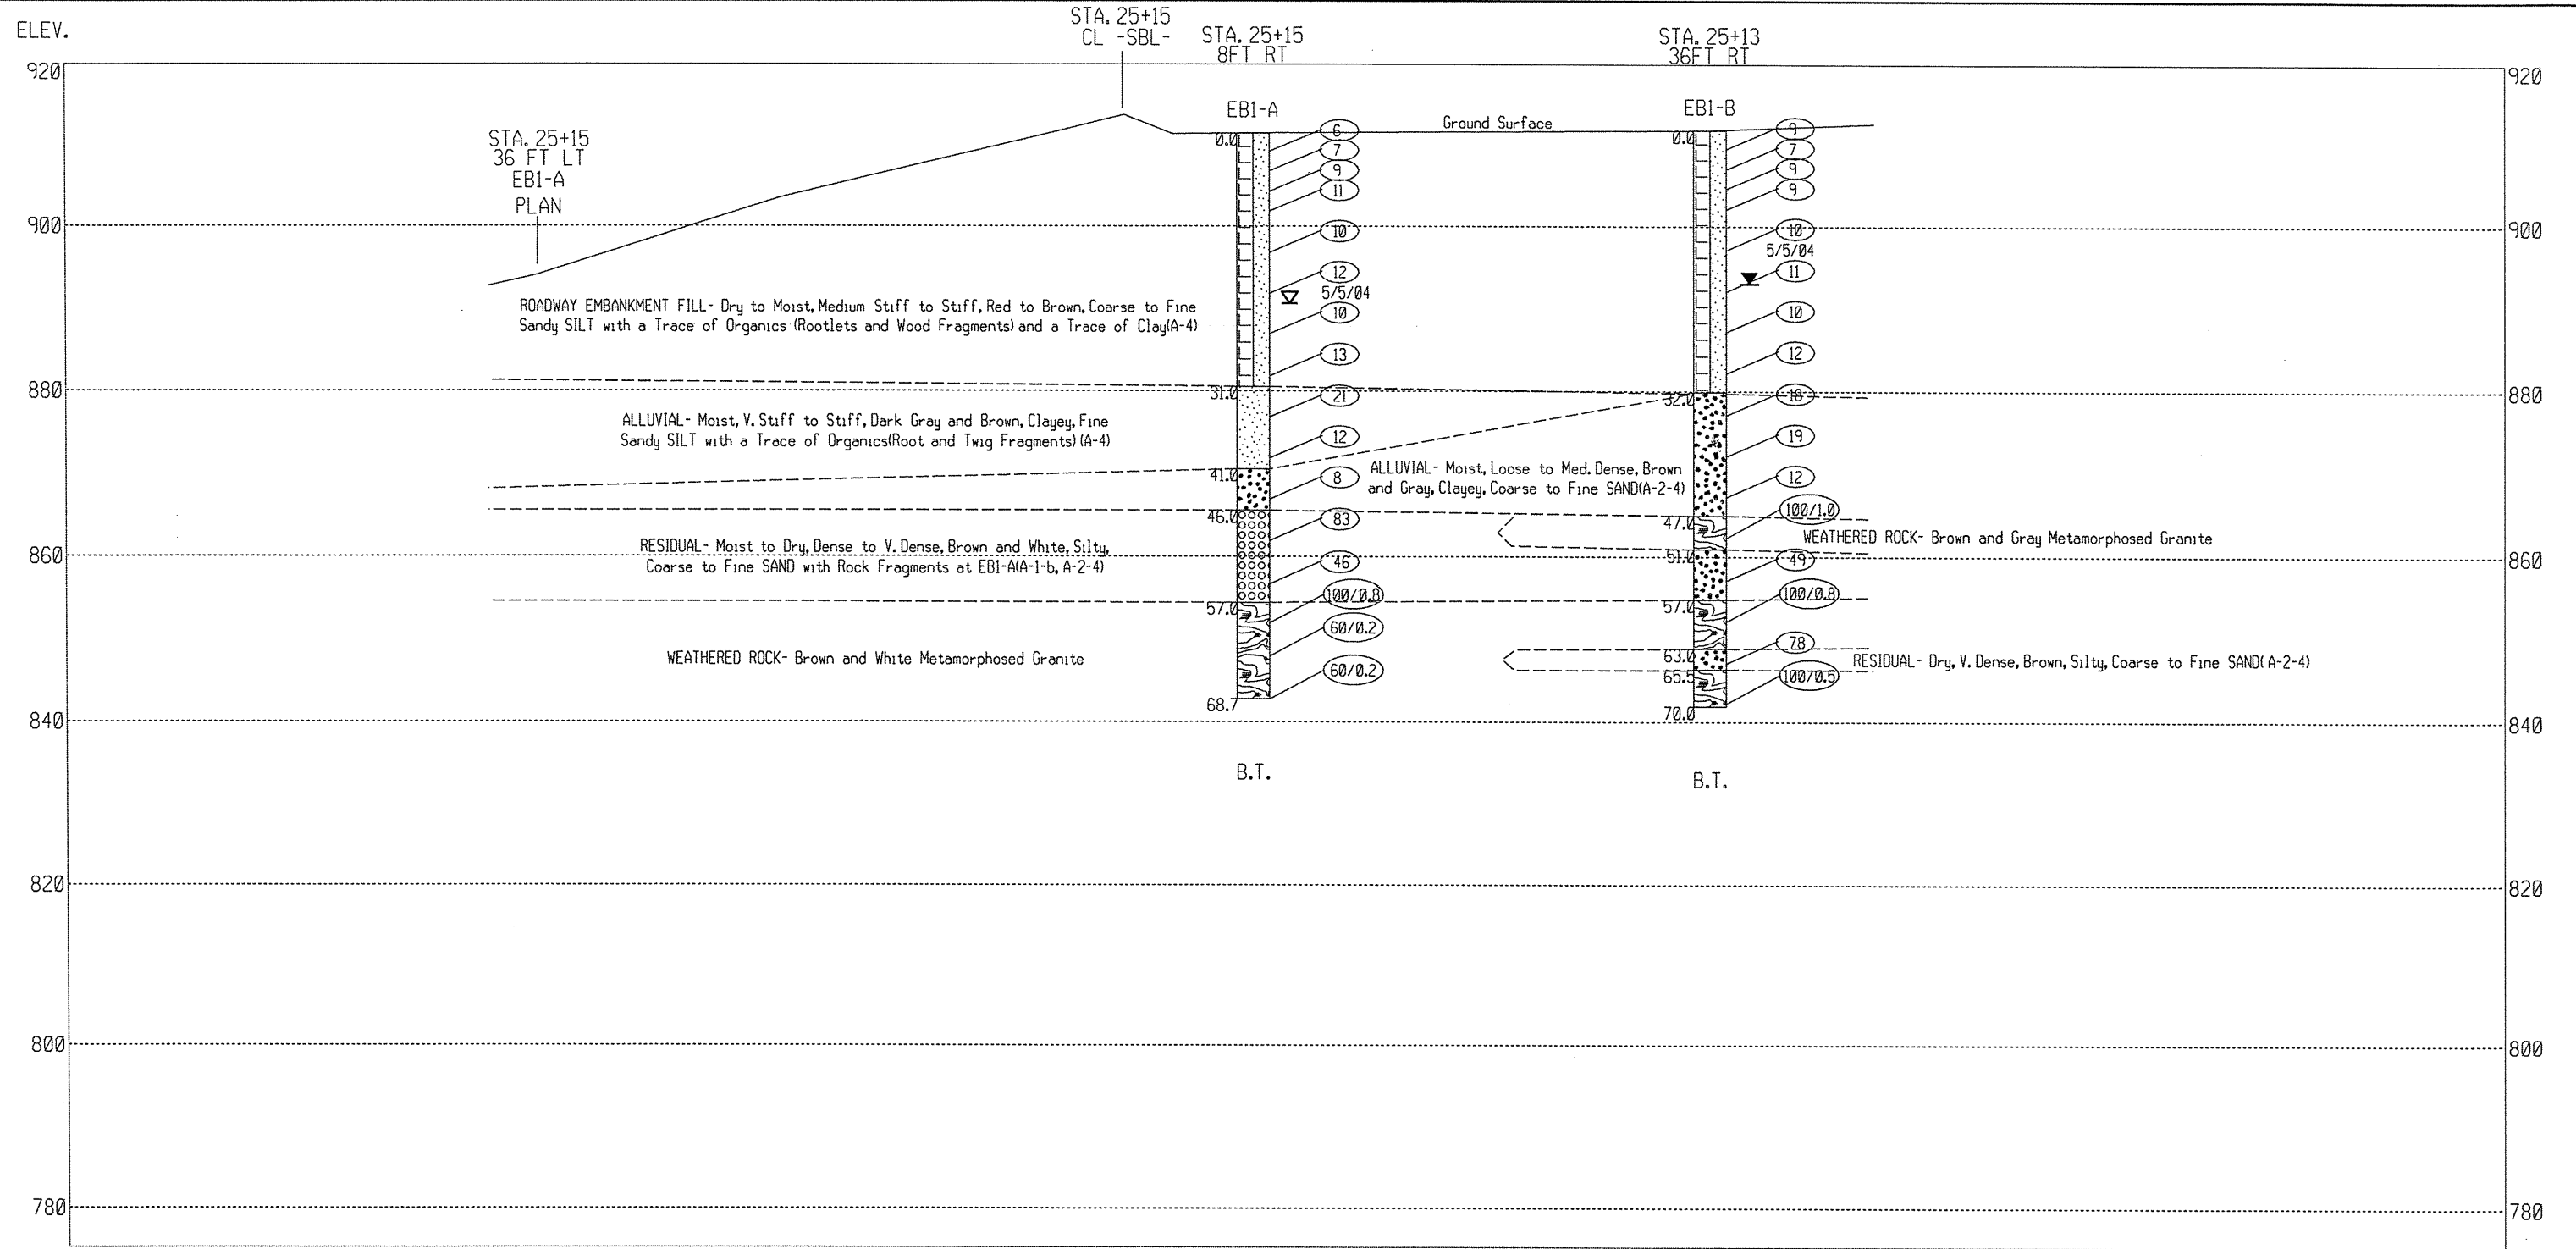 ELEV.
STA. 25+15
CL -SBL-
STA. 25+15
8FT RT
STA. 25+13
36FT RT
920
920
EB1-A
EB1-B
Ground Surface
STA. 25+15
36 FT LT
EB1-A
PLAN
0.0
6
7
9
11
10
12
5/5/04
10
13
0.0
9
7
9
9
10
5/5/04
11
10
12
900
900
ROADWAY EMBANKMENT FILL- Dry to Moist, Medium Stiff to Stiff, Red to Brown, Coarse to Fine
Sandy SILT with a Trace of Organics (Rootlets and Wood Fragments) and a Trace of Clay(A-4)
880
880
31.0
21
12
32.0
18
19
12
ALLUVIAL- Moist, V. Stiff to Stiff, Dark Gray and Brown, Clayey, Fine
Sandy SILT with a Trace of Organics(Root and Twig Fragments) (A-4)
41.0
8
ALLUVIAL- Moist, Loose to Med. Dense, Brown
and Gray, Clayey, Coarse to Fine SAND(A-2-4)
46.0
83
46
47.0
100/1.0
WEATHERED ROCK- Brown and Gray Metamorphosed Granite
860
860
RESIDUAL- Moist to Dry, Dense to V. Dense, Brown and White, Silty,
Coarse to Fine SAND with Rock Fragments at EB1-A(A-1-b, A-2-4)
51.0
49
57.0
100/0.8
60/0.2
60/0.2
57.0
100/0.8
78
WEATHERED ROCK- Brown and White Metamorphosed Granite
63.0
RESIDUAL- Dry, V. Dense, Brown, Silty, Coarse to Fine SAND( A-2-4)
65.5
100/0.5
68.7
70.0
840
840
B.T.
B.T.
820
820
800
800
780
780